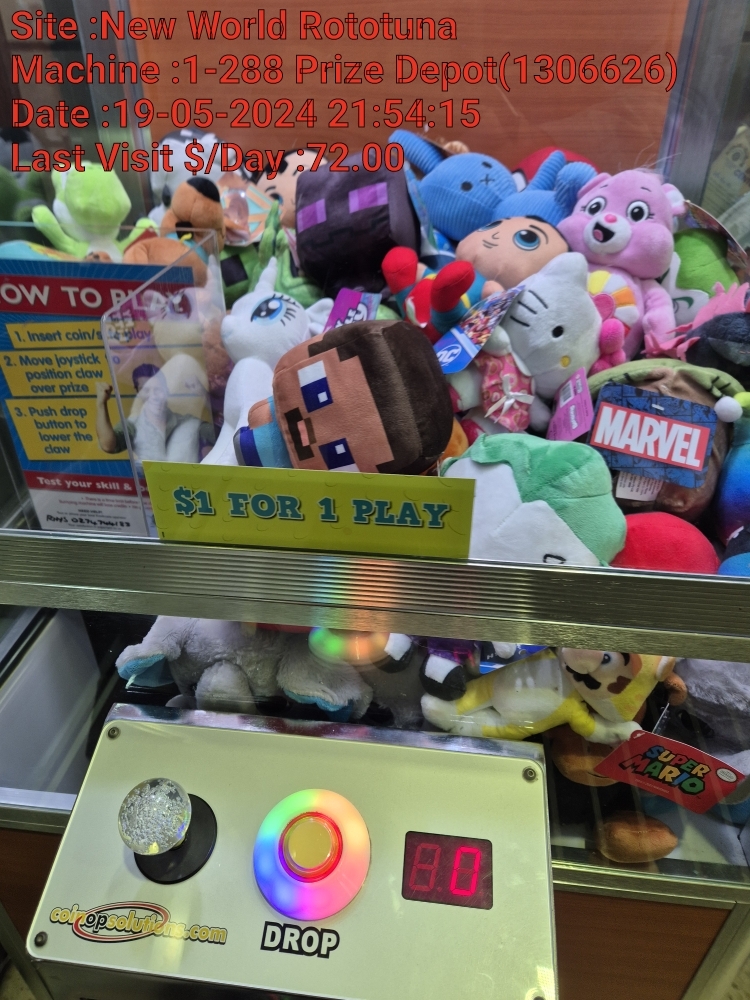 Site :New World Rototuna
Machine :1-288 Prize Depot(1306626)
Date :19-05-2024 21:54:15
Last Visit $/Day :72.00
OW TO PLAY
1. Insert coin/s
play
2. Move joystick
position claw
over prize
3. Push drop
button to
lower the
claw
Test your skill &
MARVEL
$1 FOR 1 PLAY
SUPER
MARIO
0
coinopsolutions.com
DROP